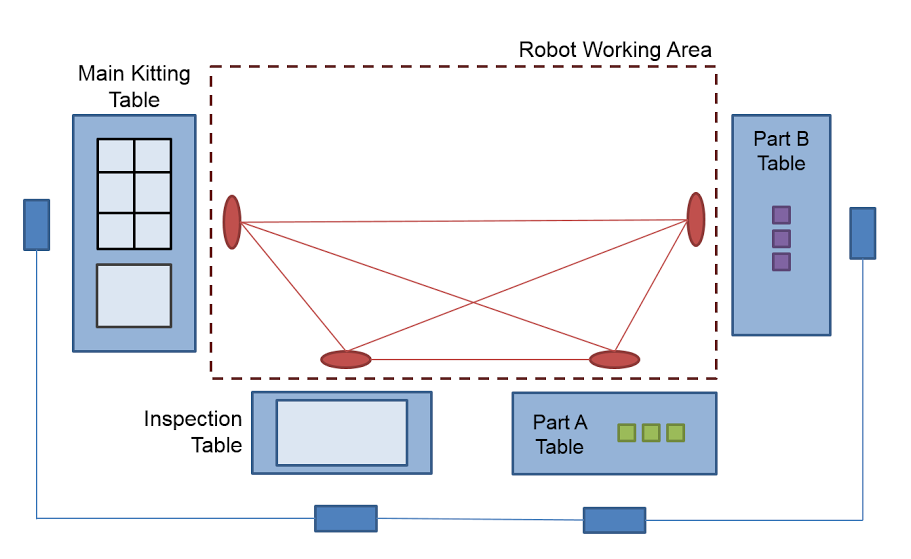 Robot Working Area
Main Kitting
Table
Part B
Table
Inspection
Table
Part A
Table